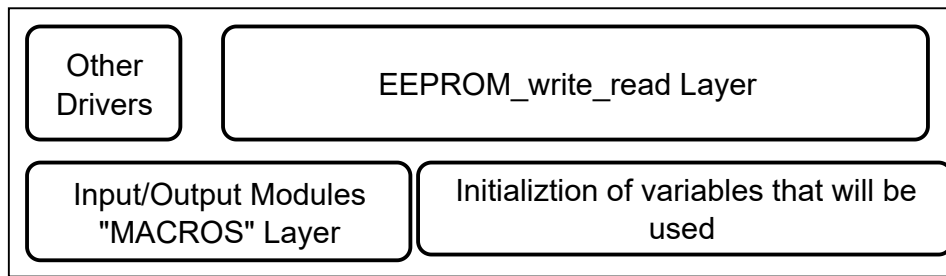 Other
Drivers
EEPROM_write_read Layer
Input/Output Modules
"MACROS" Layer
Initializtion of variables that will be
used